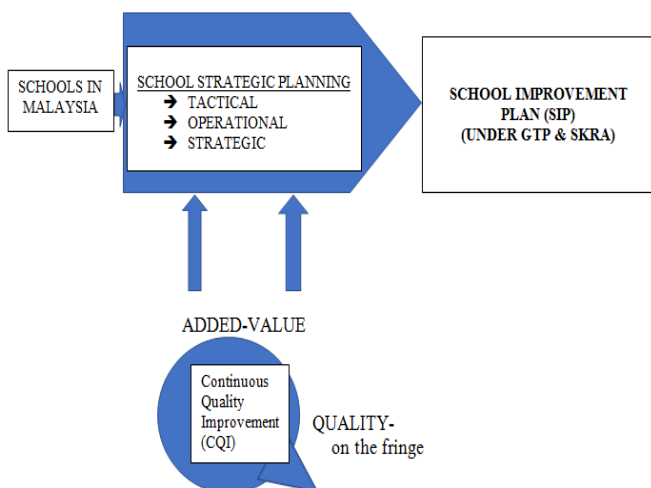 SCHOOLS IN
MALAYSIA
SCHOOL STRATEGIC PLANNING
➔ TACTICAL
➔ OPERATIONAL
➔ STRATEGIC
SCHOOL IMPROVEMENT
PLAN (SIP)
(UNDER GTP & SKRA)
ADDED-VALUE
Continuous
Quality
Improvement
(CQI)
QUALITY-
on the fringe